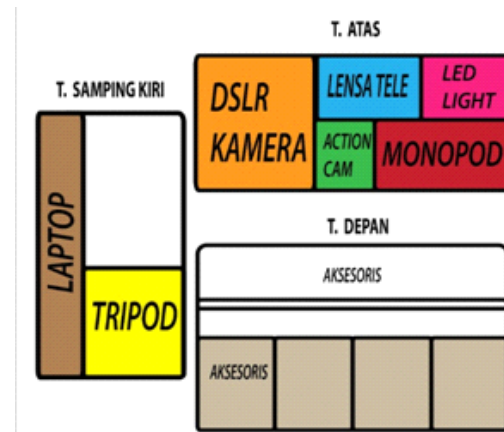 T. ATAS
T. SAMPING KIRI
DSLR
KAMERA
LENSA TELE
LED
LIGHT
ACTION
CAM
MONOPOD
LAPTOP
TRIPOD
T. DEPAN
AKSESORIS
AKSESORIS